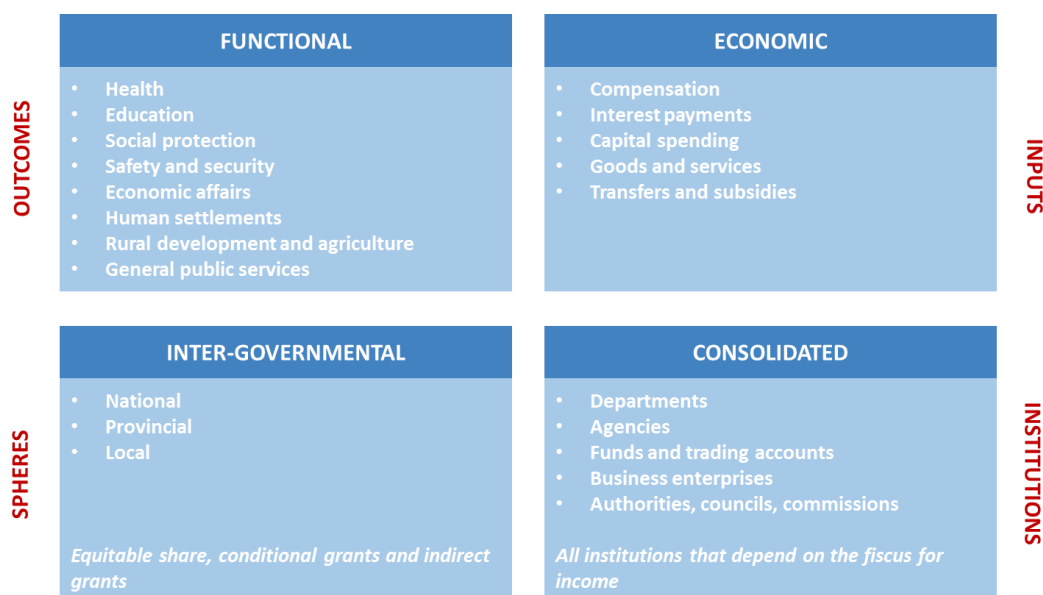 OUTCOMES
FUNCTIONAL
• Health
• Education
• Social protection
• Safety and security
• Economic affairs
• Human settlements
• Rural development and agriculture
• General public services
ECONOMIC
• Compensation
• Interest payments
• Capital spending
• Goods and services
• Transfers and subsidies
INPUTS
SPHERES
INTER-GOVERNMENTAL
• National
• Provincial
• Local
Equitable share, conditional grants and indirect
grants
CONSOLIDATED
• Departments
• Agencies
• Funds and trading accounts
• Business enterprises
• Authorities, councils, commissions
All institutions that depend on the fiscus for
income
INSTITUTIONS